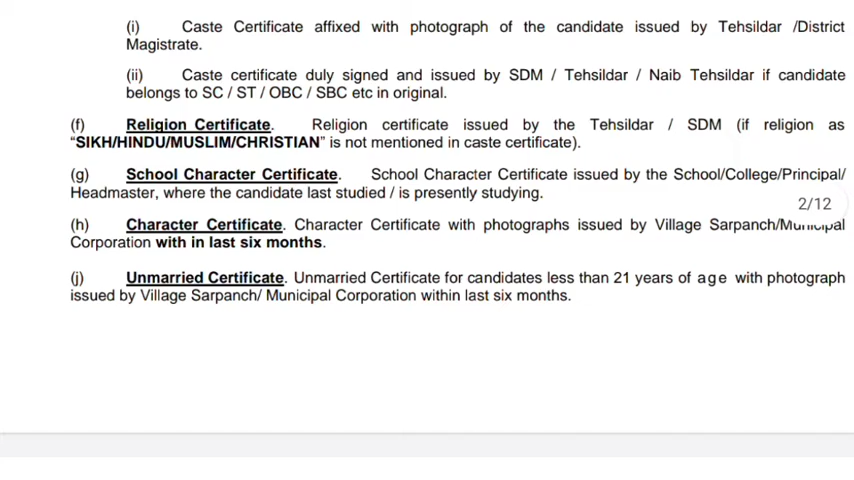 (i) Caste Certificate affixed with photograph of the candidate issued by Tehsildar /District
Magistrate.
(ii) Caste certificate duly signed and issued by SDM / Tehsildar / Naib Tehsildar if candidate
belongs to SC / ST / OBC / SBC etc in original.
(f) Religion Certificate. Religion certificate issued by the Tehsildar / SDM (if religion as
“SIKH/HINDU/MUSLIM/CHRISTIAN” is not mentioned in caste certificate).
(g) School Character Certificate. School Character Certificate issued by the School/College/Principal/
Headmaster, where the candidate last studied / is presently studying.
2/12
(h) Character Certificate. Character Certificate with photographs issued by Village Sarpanch/Municipal
Corporation with in last six months.
(j) Unmarried Certificate. Unmarried Certificate for candidates less than 21 years of age with photograph
issued by Village Sarpanch/ Municipal Corporation within last six months.